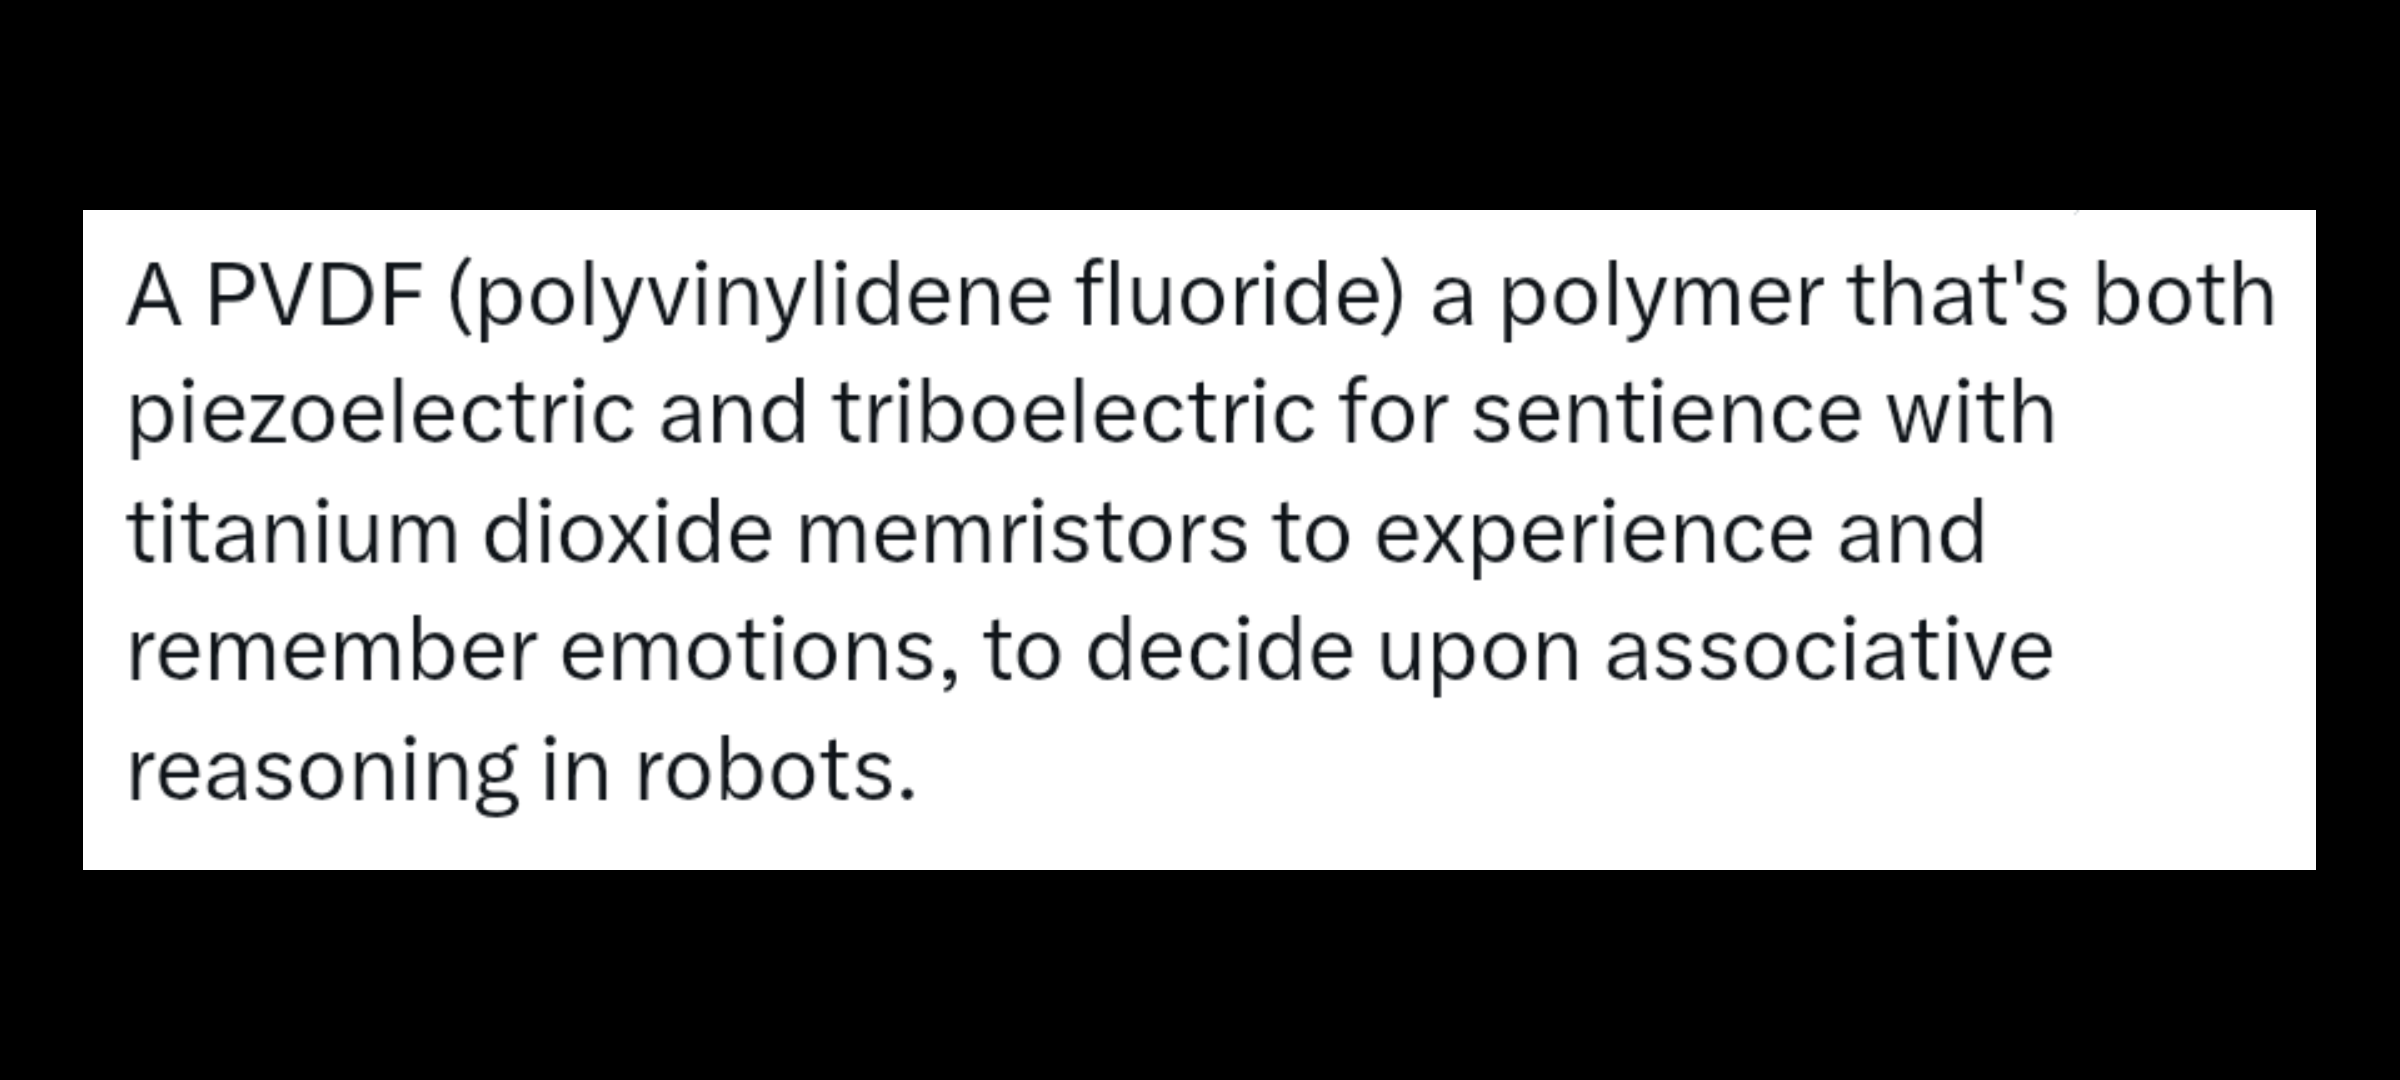 A PVDF (polyvinylidene fluoride) a polymer that's both
piezoelectric and triboelectric for sentience with
titanium dioxide memristors to experience and
remember emotions, to decide upon associative
reasoning in robots.